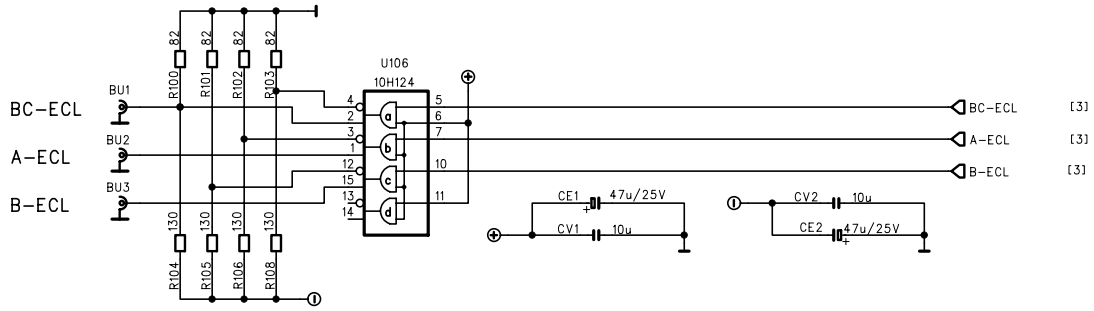 82 82 82 82
R100 R101 R102 R103
U106
10H124
BU1
BC-ECL
BU2
A-ECL
BU3
B-ECL
4 5
2 6
3 7
1
12 10
15
13 11
14
a
b
c
d
BC-ECL [3]
A-ECL [3]
B-ECL [3]
130 130 130 130
R104 R105 R106 R108
CE1 47u/25V
+
CV1 10u
CV2 10u
CE2 47u/25V
+